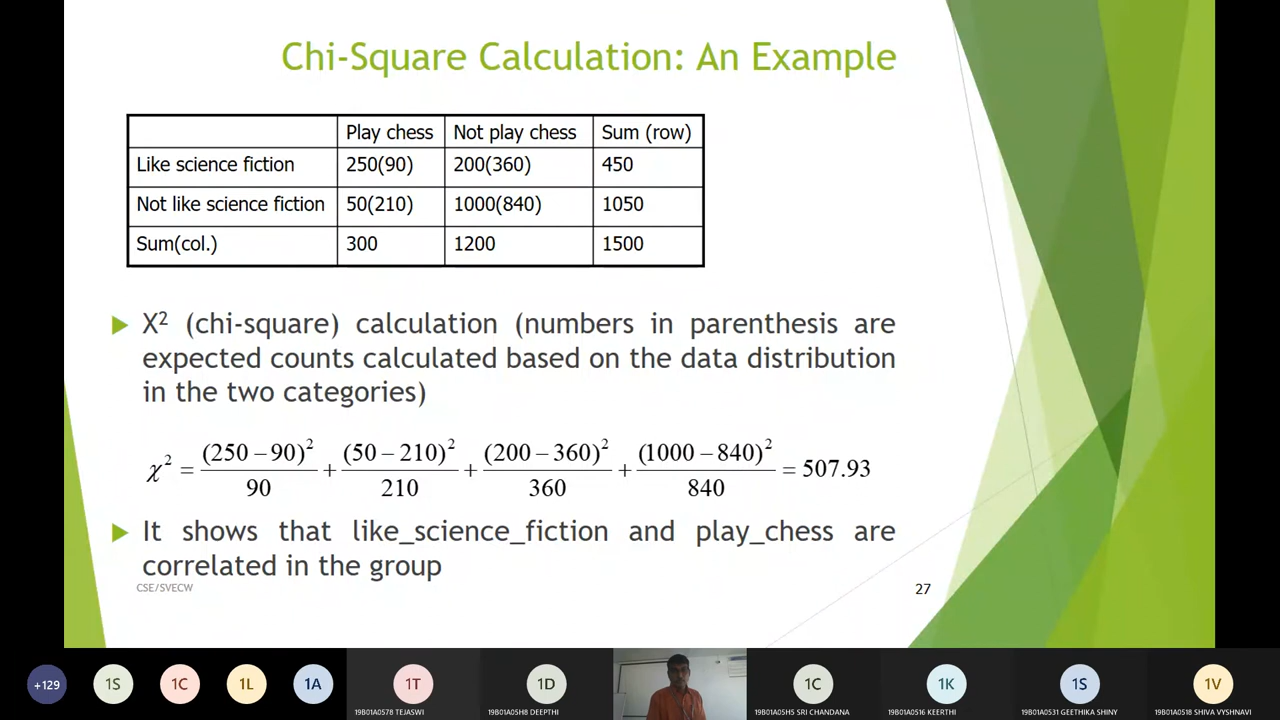 Chi-Square Calculation: An Example
Play chess Not play chess Sum (row)
Like science fiction 250(90) 200(360) 450
Not like science fiction 50(210) 1000(840) 1050
Sum(col.) 300 1200 1500
X² (chi-square) calculation (numbers in parenthesis are
expected counts calculated based on the data distribution
in the two categories)
χ² = (250 – 90)²/90 + (50 – 210)²/210 + (200 – 360)²/360 + (1000 – 840)²/840 = 507.93
It shows that like_science_fiction and play_chess are
correlated in the group
CSE/SVECW
27
+129 1S 1C 1L 1A 1T 1D 1C 1K 1S 1V
19B01A0578 TEJASWI 19B01A05H8 DEEPTHI 19B01A05H5 SRI CHANDANA 19B01A0516 KEERTHI 19B01A0531 GEETHIKA SHINY 19B01A0518 SHIVA VYSHNAVI